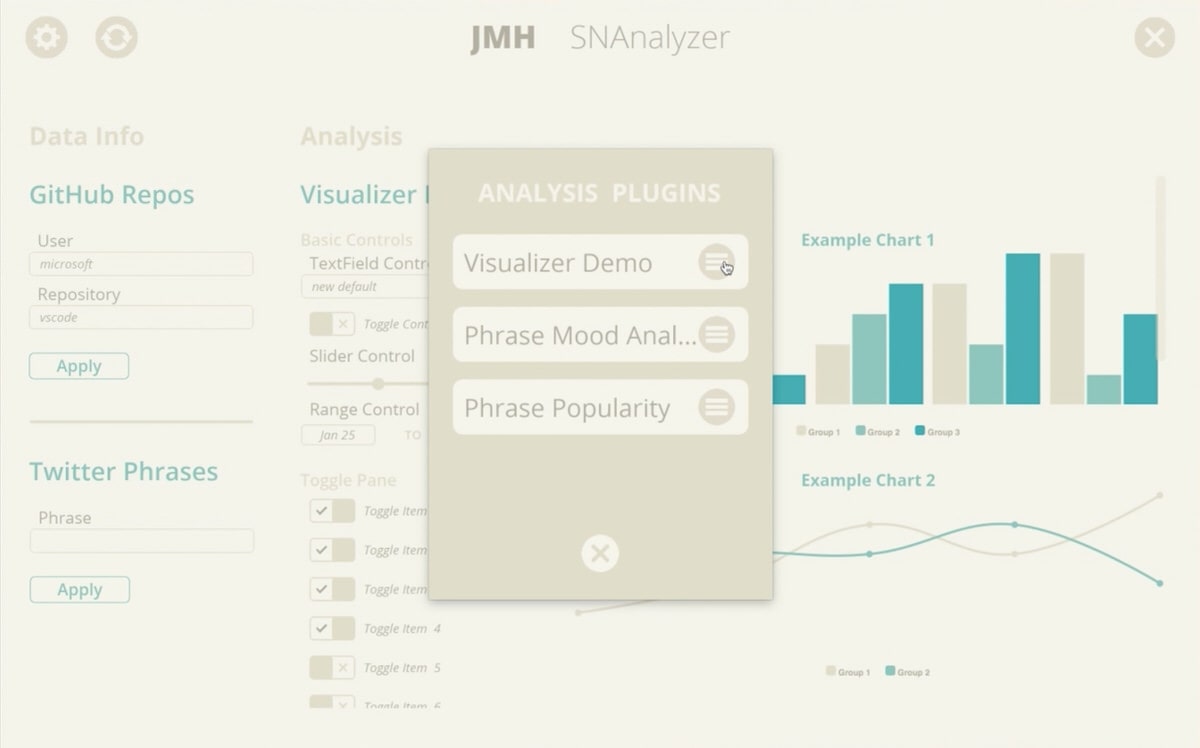 JMH SNAnalyzer
Data Info
GitHub Repos
User
microsoft
Repository
vscode
Apply
Twitter Phrases
Phrase
Apply
Analysis
Visualizer
Basic Controls
TextField Contr
new default
Toggle Cont
Slider Control
Range Control
Jan 25 TO
Toggle Pane
Toggle Item
Toggle Item
Toggle Item
Toggle Item 4
Toggle Item 5
Toggle Item 6
ANALYSIS PLUGINS
Visualizer Demo
Phrase Mood Anal...
Phrase Popularity
Example Chart 1
Group 1 Group 2 Group 3
Example Chart 2
Group 1 Group 2